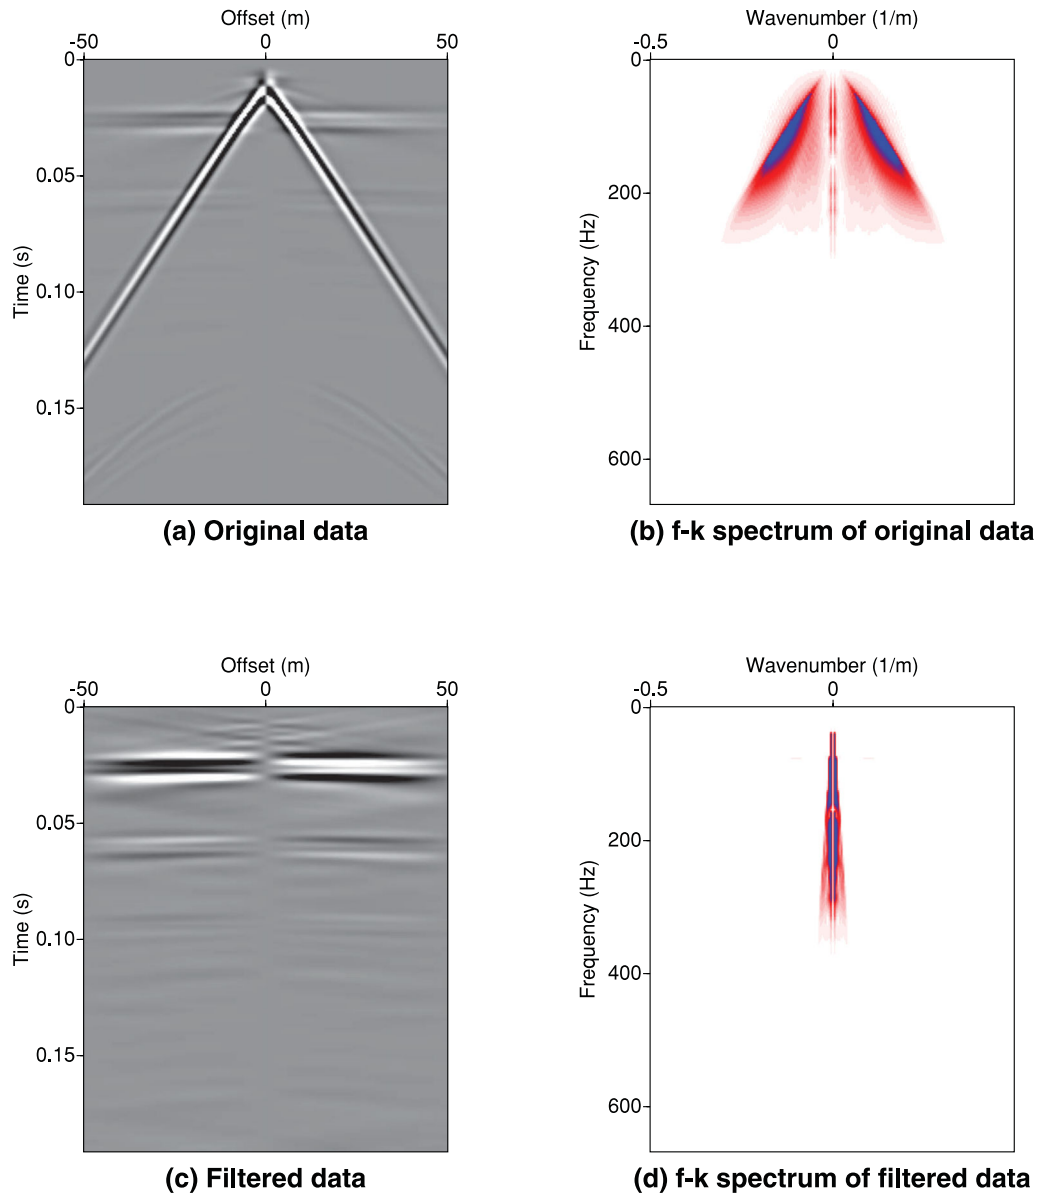 Offset (m)
-50 0 50
0
0.05
0.10
0.15
Time (s)
(a) Original data
Wavenumber (1/m)
-0.5 0
0
200
400
600
Frequency (Hz)
(b) f-k spectrum of original data
Offset (m)
-50 0 50
0
0.05
0.10
0.15
Time (s)
(c) Filtered data
Wavenumber (1/m)
-0.5 0
0
200
400
600
Frequency (Hz)
(d) f-k spectrum of filtered data